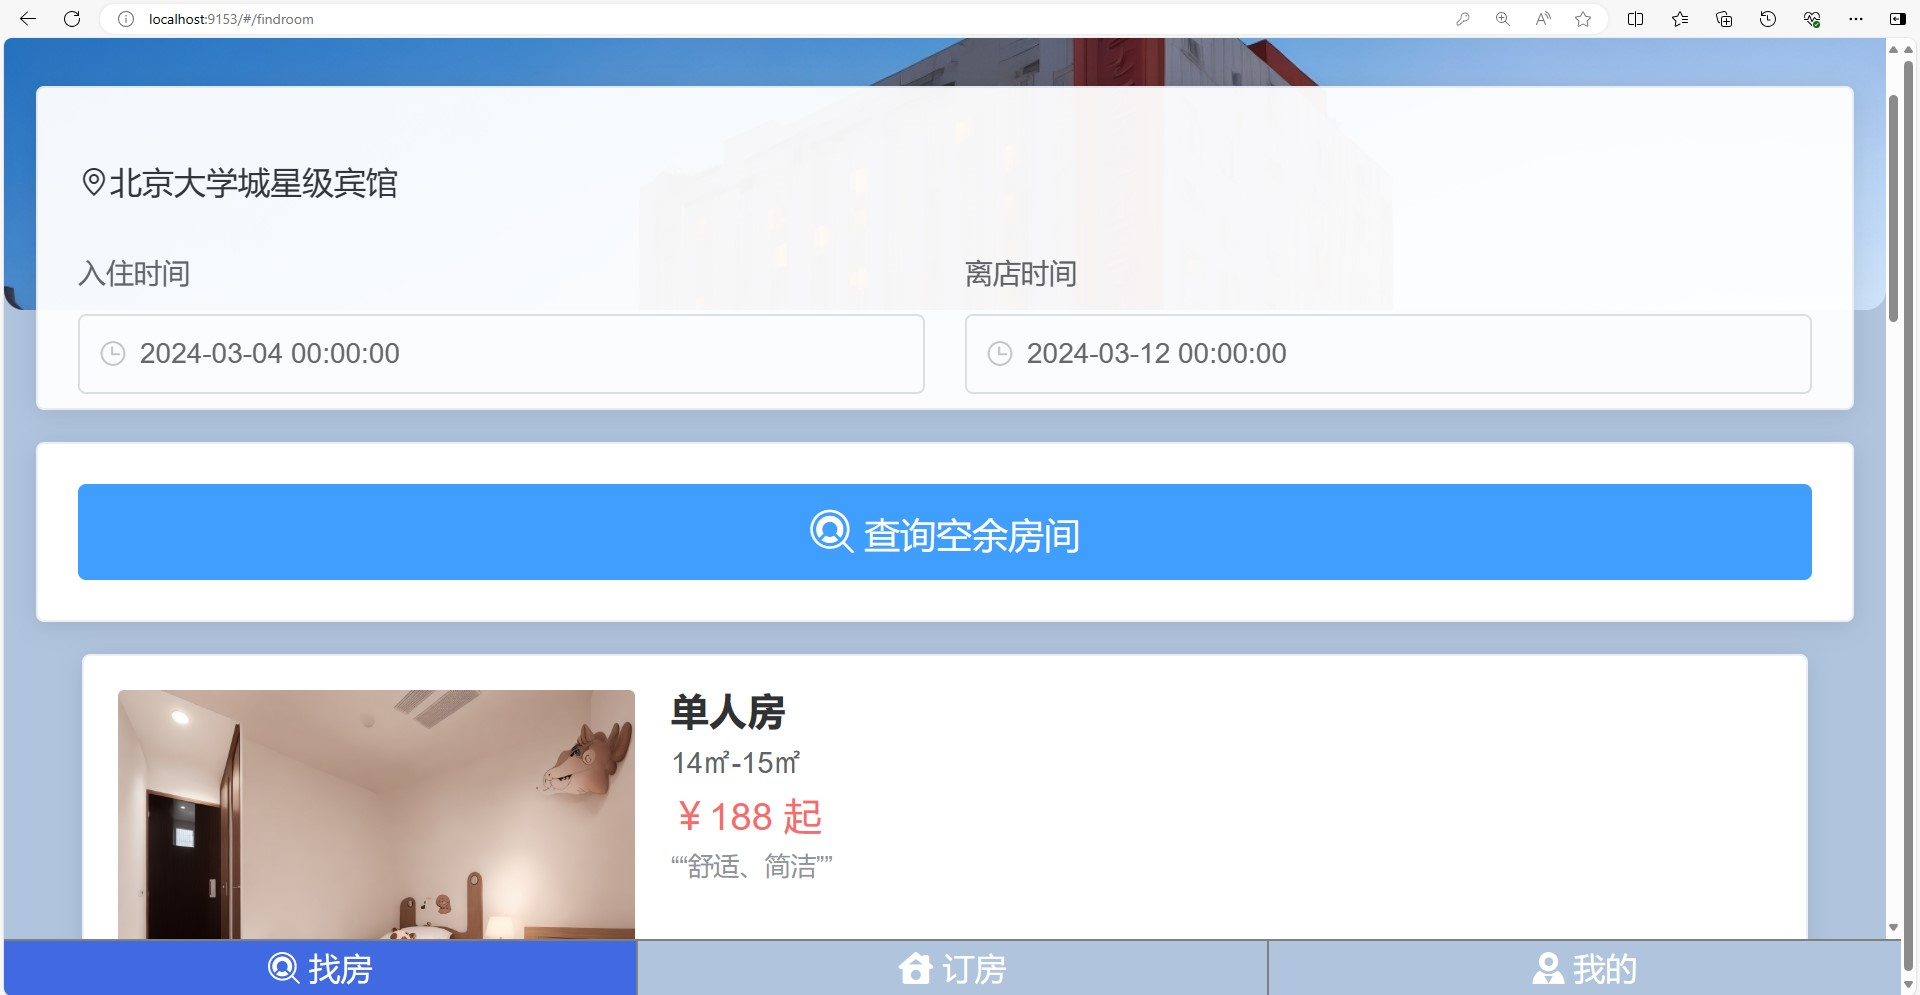 localhost:9153/#/findroom
北京大学城星级宾馆
入住时间
离店时间
2024-03-04 00:00:00
2024-03-12 00:00:00
查询空余房间
单人房
14㎡-15㎡
￥188 起
““舒适、简洁””
找房
订房
我的